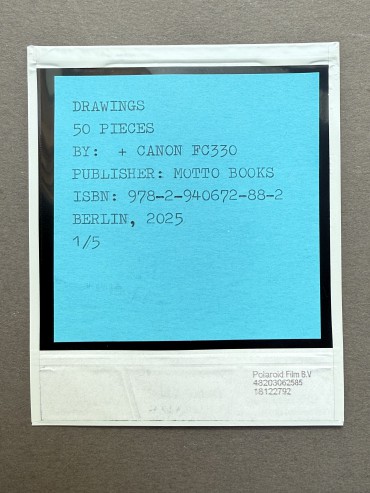 DRAWINGS
50 PIECES
BY:  + CANON FC330
PUBLISHER: MOTTO BOOKS
ISBN: 978-2-940672-88-2
BERLIN, 2025
1/5
Polaroid Film B.V
48203062585
18122792